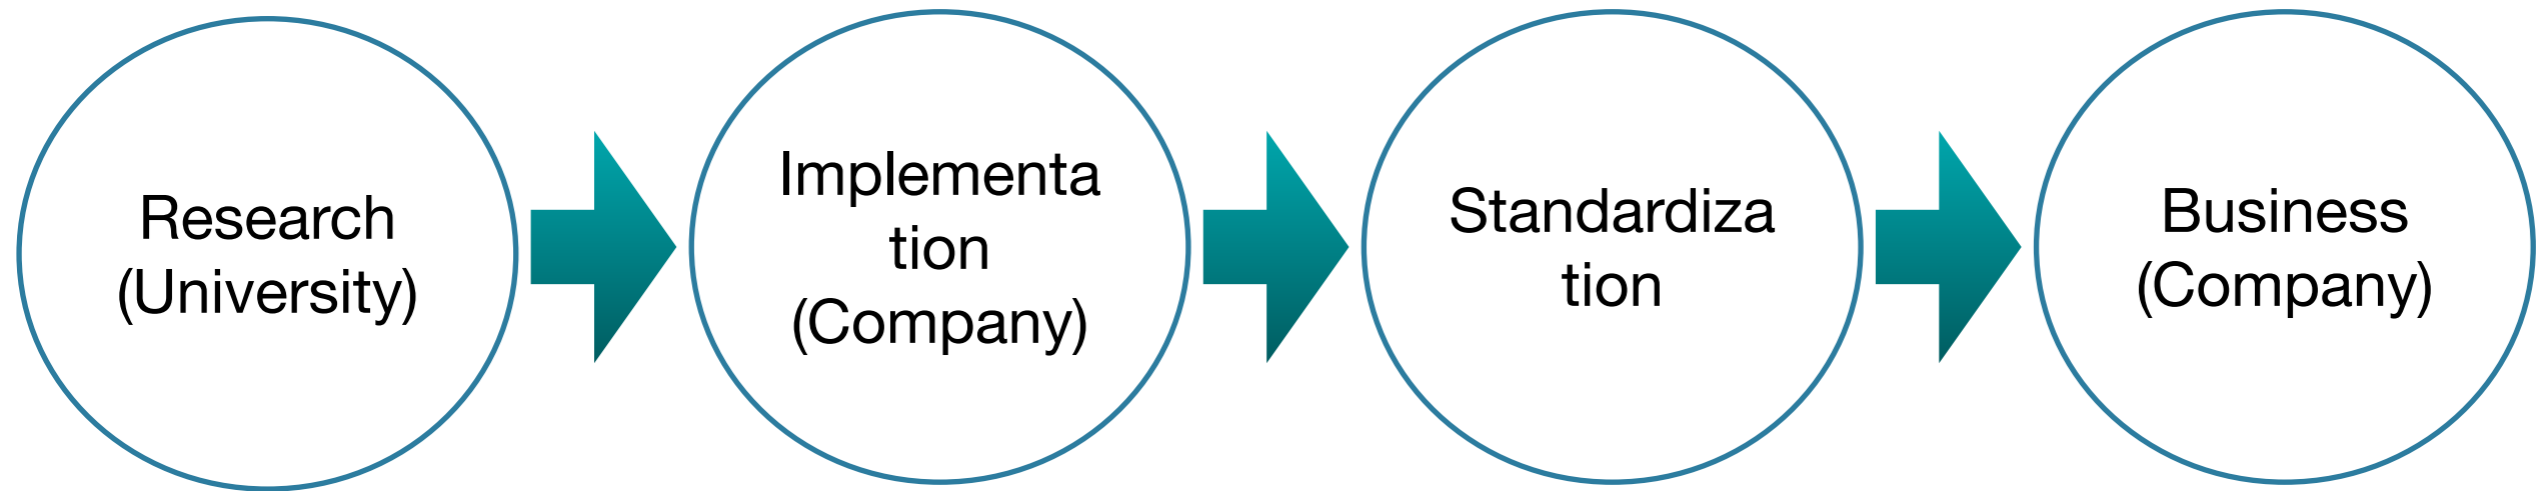 Research
(University)
Implementa
tion
(Company)
Standardiza
tion
Business
(Company)